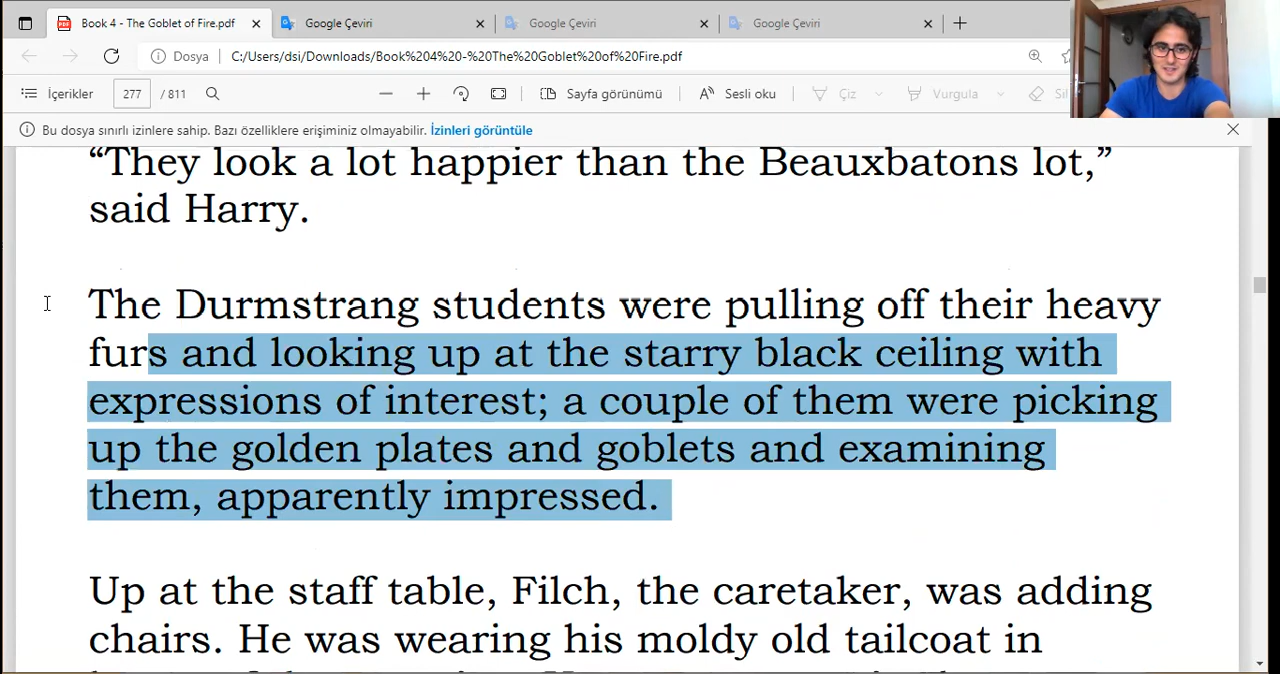 Book 4 - The Goblet of Fire.pdf
Google Çeviri
Google Çeviri
Google Çeviri
Dosya
C:/Users/dsi/Downloads/Book%204%20-%20The%20Goblet%20of%20Fire.pdf
İçerikler
277
/ 811
Sayfa görünümü
Sesli oku
Çiz
Vurgula
Bu dosya sınırlı izinlere sahip. Bazı özelliklere erişiminiz olmayabilir. İzinleri görüntüle
“They look a lot happier than the Beauxbatons lot,”
said Harry.
The Durmstrang students were pulling off their heavy
furs and looking up at the starry black ceiling with
expressions of interest; a couple of them were picking
up the golden plates and goblets and examining
them, apparently impressed.
Up at the staff table, Filch, the caretaker, was adding
chairs. He was wearing his moldy old tailcoat in